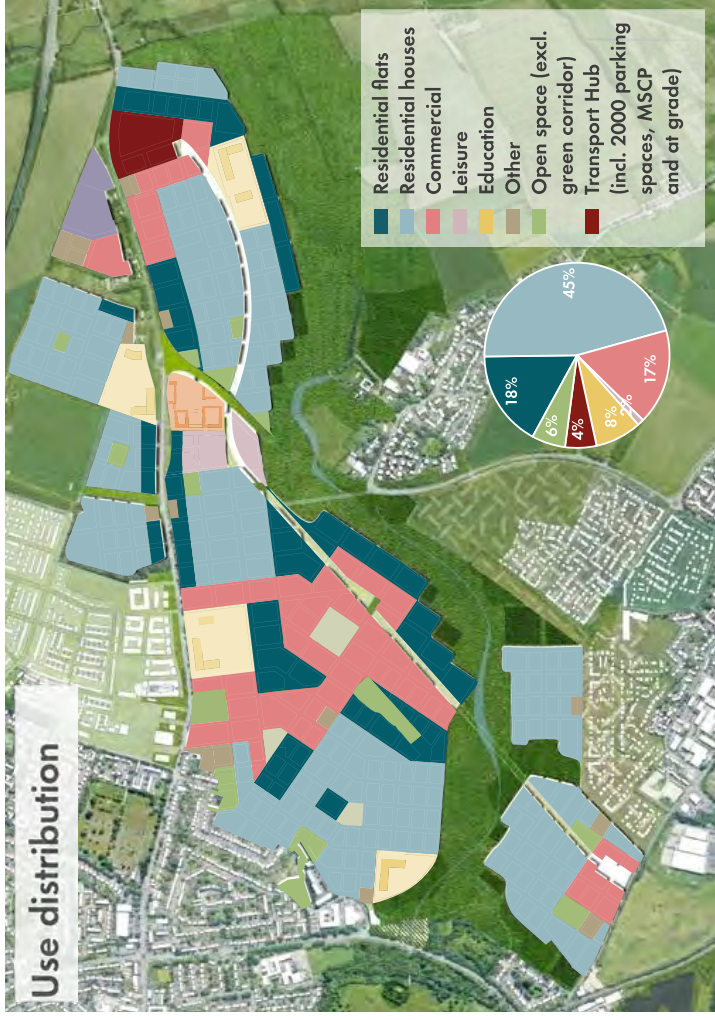 Use distribution
Residential flats
Residential houses
Commercial
Leisure
Education
Other
Open space (excl.
green corridor)
Transport Hub
(incl. 2000 parking
spaces, MSCP
and at grade)
45%
17%
2%
8%
4%
6%
18%